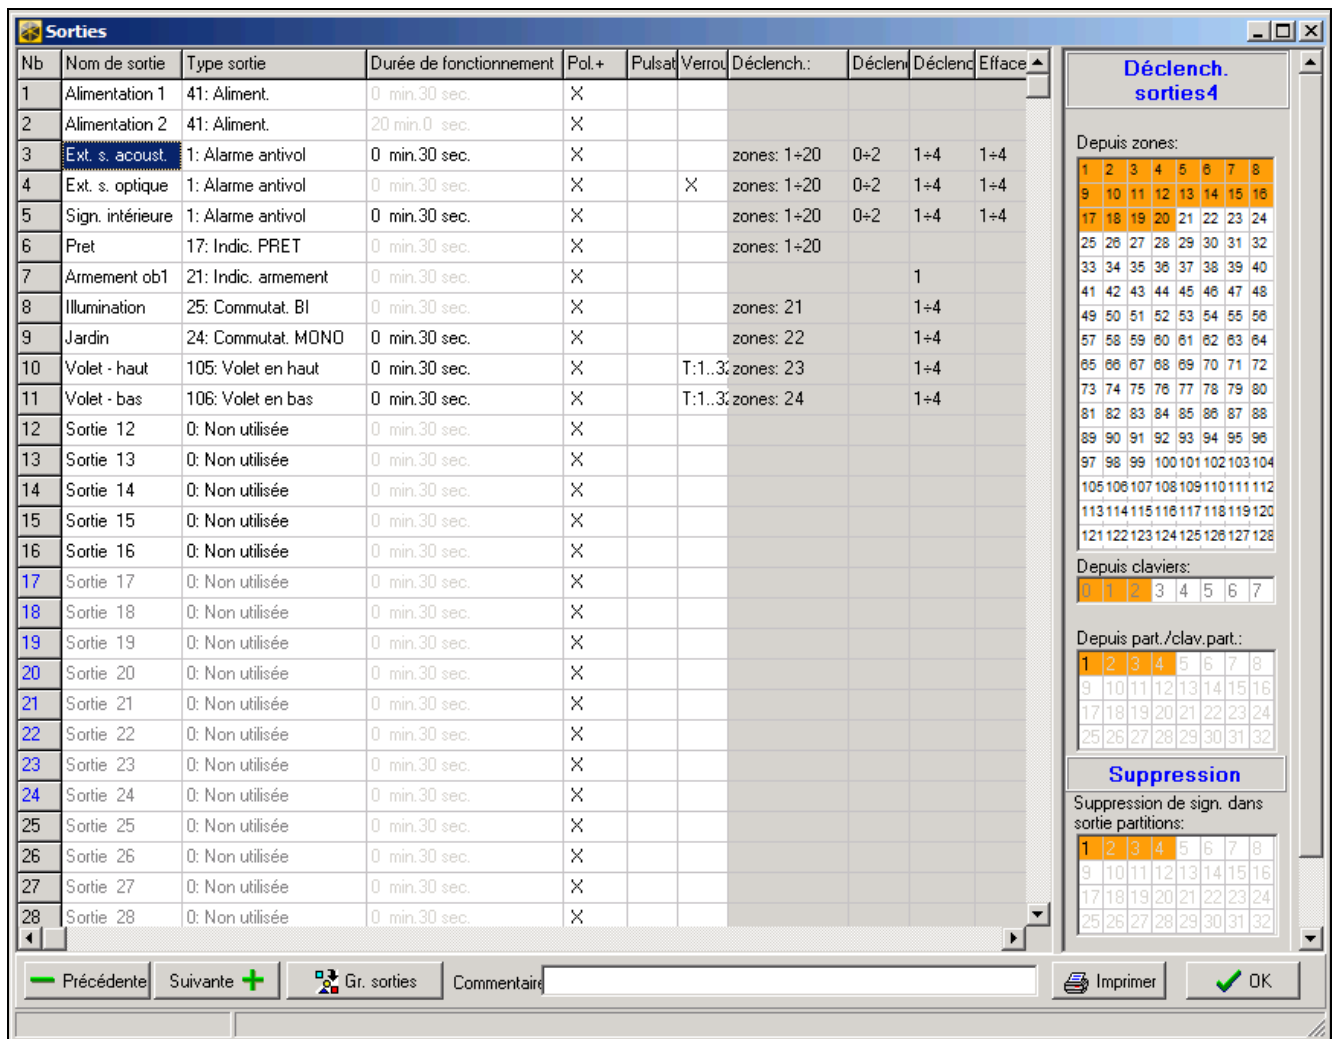 Sorties
Nb Nom de sortie Type sortie Durée de fonctionnement Pol.+ Pulsat Verrou Déclench.: Déclen Déclenc Efface
1 Alimentation 1 41: Aliment. 0 min.30 sec. X
2 Alimentation 2 41: Aliment. 20 min.0 sec. X
3 Ext. s. acoust. 1: Alarme antivol 0 min.30 sec. X zones: 1÷20 0÷2 1÷4 1÷4
4 Ext. s. optique 1: Alarme antivol 0 min.30 sec. X X zones: 1÷20 0÷2 1÷4 1÷4
5 Sign. intérieure 1: Alarme antivol 0 min.30 sec. X zones: 1÷20 0÷2 1÷4 1÷4
6 Pret 17: Indic. PRET 0 min.30 sec. X zones: 1÷20
7 Armement ob1 21: Indic. armement 0 min.30 sec. X 1
8 Illumination 25: Commutat. BI 0 min.30 sec. X zones: 21 1÷4
9 Jardin 24: Commutat. MONO 0 min.30 sec. X zones: 22 1÷4
10 Volet - haut 105: Volet en haut 0 min.30 sec. X T:1..32 zones: 23 1÷4
11 Volet - bas 106: Volet en bas 0 min.30 sec. X T:1..32 zones: 24 1÷4
12 Sortie 12 0: Non utilisée 0 min.30 sec. X
13 Sortie 13 0: Non utilisée 0 min.30 sec. X
14 Sortie 14 0: Non utilisée 0 min.30 sec. X
15 Sortie 15 0: Non utilisée 0 min.30 sec. X
16 Sortie 16 0: Non utilisée 0 min.30 sec. X
17 Sortie 17 0: Non utilisée 0 min.30 sec. X
18 Sortie 18 0: Non utilisée 0 min.30 sec. X
19 Sortie 19 0: Non utilisée 0 min.30 sec. X
20 Sortie 20 0: Non utilisée 0 min.30 sec. X
21 Sortie 21 0: Non utilisée 0 min.30 sec. X
22 Sortie 22 0: Non utilisée 0 min.30 sec. X
23 Sortie 23 0: Non utilisée 0 min.30 sec. X
24 Sortie 24 0: Non utilisée 0 min.30 sec. X
25 Sortie 25 0: Non utilisée 0 min.30 sec. X
26 Sortie 26 0: Non utilisée 0 min.30 sec. X
27 Sortie 27 0: Non utilisée 0 min.30 sec. X
28 Sortie 28 0: Non utilisée 0 min.30 sec. X
Déclench.
sorties4
Depuis zones:
1 2 3 4 5 6 7 8
9 10 11 12 13 14 15 16
17 18 19 20 21 22 23 24
25 26 27 28 29 30 31 32
33 34 35 36 37 38 39 40
41 42 43 44 45 46 47 48
49 50 51 52 53 54 55 56
57 58 59 60 61 62 63 64
65 66 67 68 69 70 71 72
73 74 75 76 77 78 79 80
81 82 83 84 85 86 87 88
89 90 91 92 93 94 95 96
97 98 99 100 101 102 103 104
105 106 107 108 109 110 111 112
113 114 115 116 117 118 119 120
121 122 123 124 125 126 127 128
Depuis claviers:
0 1 2 3 4 5 6 7
Depuis part./clav.part.:
1 2 3 4 5 6 7 8
9 10 11 12 13 14 15 16
17 18 19 20 21 22 23 24
25 26 27 28 29 30 31 32
Suppression
Suppression de sign. dans
sortie partitions:
1 2 3 4 5 6 7 8
9 10 11 12 13 14 15 16
17 18 19 20 21 22 23 24
25 26 27 28 29 30 31 32
Précédente Suivante Gr. sorties Commentaire Imprimer OK